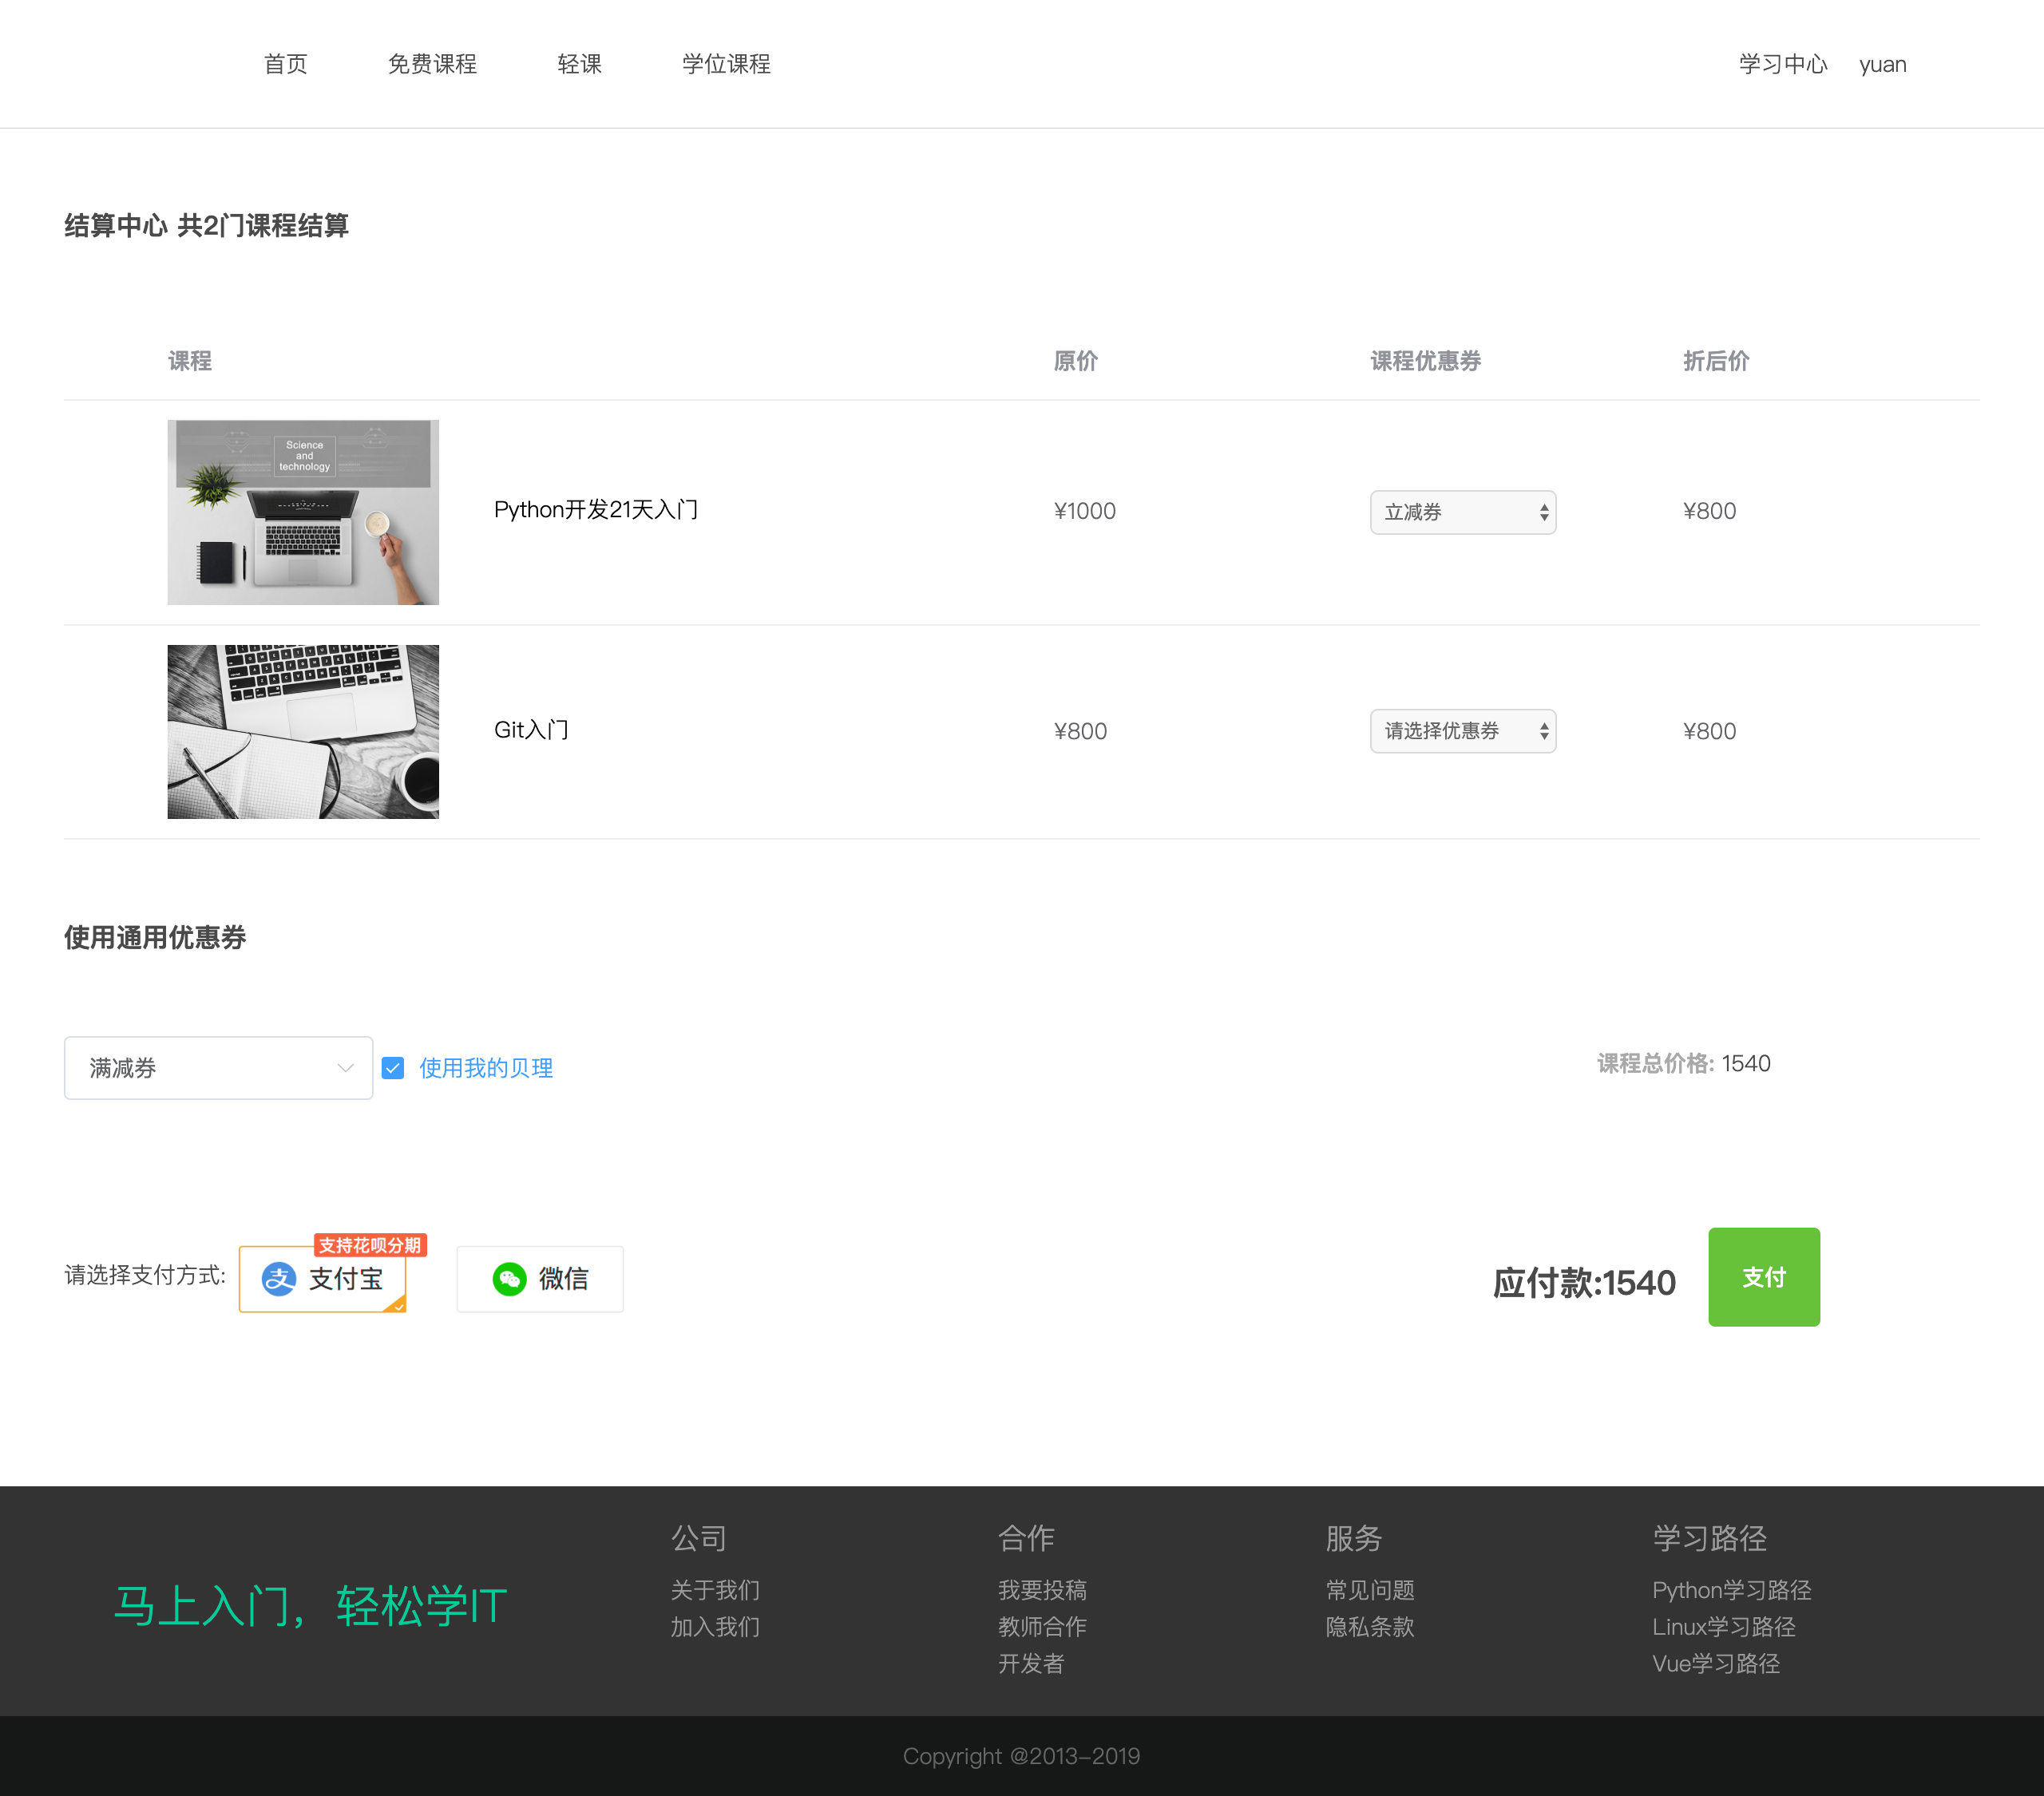 首页 免费课程 轻课 学位课程 学习中心 yuan
结算中心 共2门课程结算
课程 原价 课程优惠券 折后价
Science
and
technology
Python开发21天入门 ¥1000 立减券 ¥800
Git入门 ¥800 请选择优惠券 ¥800
使用通用优惠券
满减券 使用我的贝理 课程总价格: 1540
支持花呗分期
请选择支付方式: 支付宝 微信 应付款:1540 支付
马上入门，轻松学IT
公司
关于我们
加入我们
合作
我要投稿
教师合作
开发者
服务
常见问题
隐私条款
学习路径
Python学习路径
Linux学习路径
Vue学习路径
Copyright @2013-2019